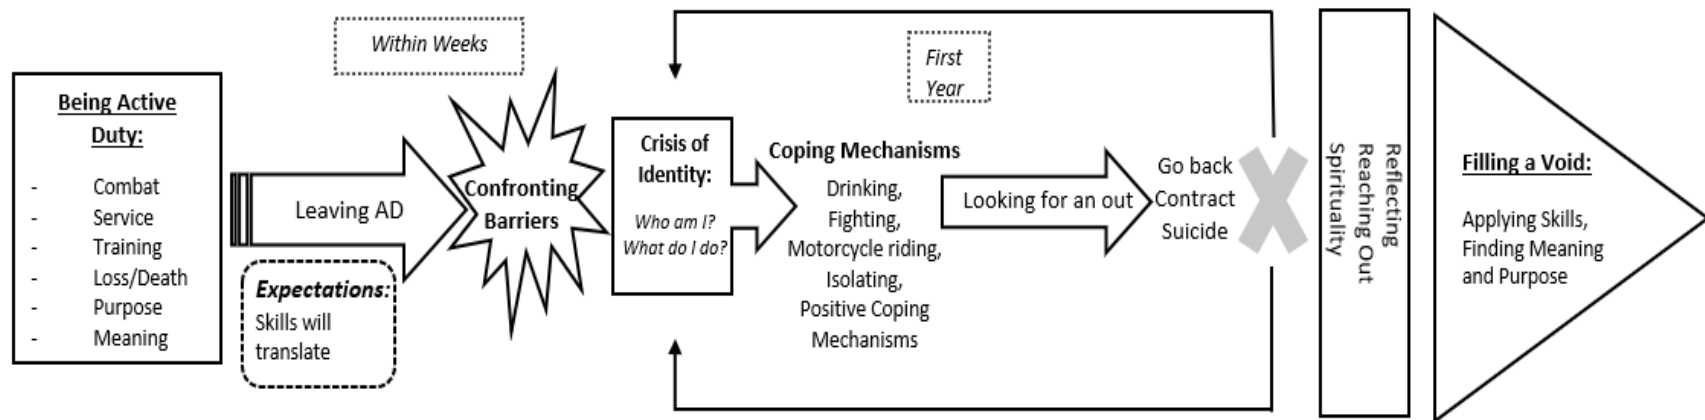 Being Active
Duty:
- Combat
- Service
- Training
- Loss/Death
- Purpose
- Meaning
Within Weeks
Leaving AD
Expectations:
Skills will
translate
Confronting
Barriers
Crisis of
Identity:
Who am I?
What do I do?
First
Year
Coping Mechanisms
Drinking,
Fighting,
Motorcycle riding,
Isolating,
Positive Coping
Mechanisms
Looking for an out
Go back
Contract
Suicide
Reflecting
Reaching Out
Spirituality
Filling a Void:
Applying Skills,
Finding Meaning
and Purpose